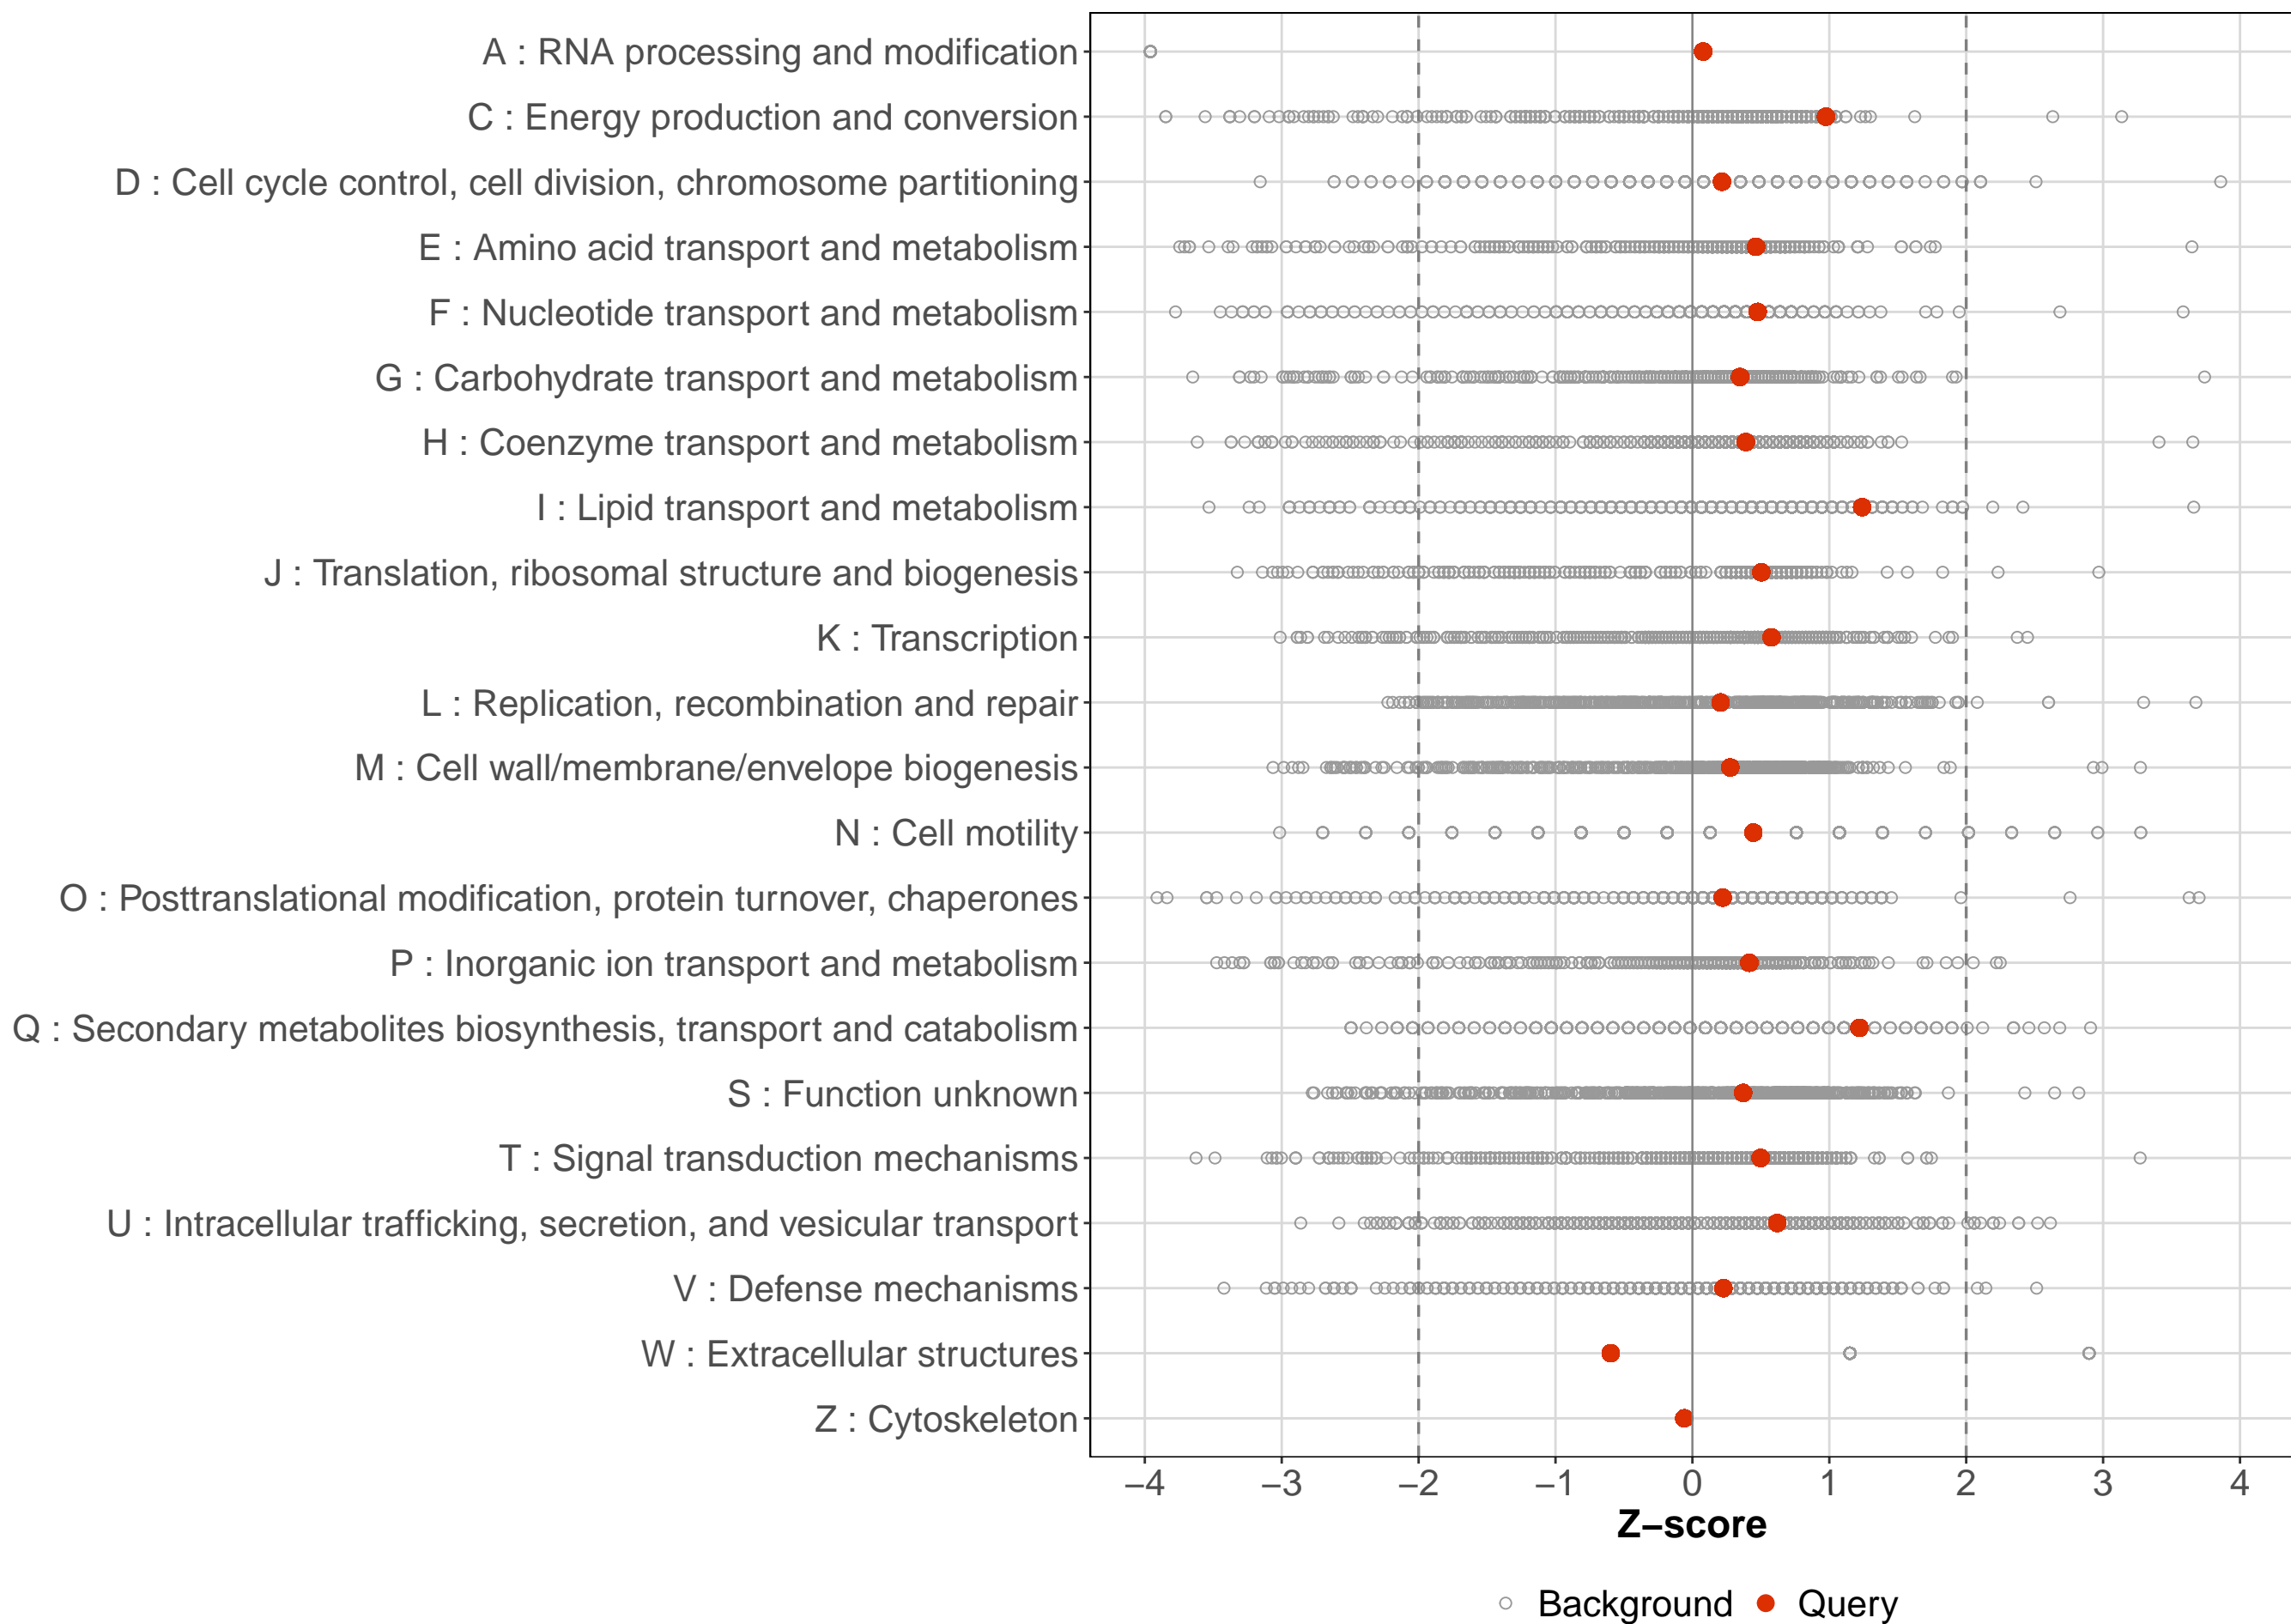 A : RNA processing and modification
C : Energy production and conversion
D : Cell cycle control, cell division, chromosome partitioning
E : Amino acid transport and metabolism
F : Nucleotide transport and metabolism
G : Carbohydrate transport and metabolism
H : Coenzyme transport and metabolism
I : Lipid transport and metabolism
J : Translation, ribosomal structure and biogenesis
K : Transcription
L : Replication, recombination and repair
M : Cell wall/membrane/envelope biogenesis
N : Cell motility
O : Posttranslational modification, protein turnover, chaperones
P : Inorganic ion transport and metabolism
Q : Secondary metabolites biosynthesis, transport and catabolism
S : Function unknown
T : Signal transduction mechanisms
U : Intracellular trafficking, secretion, and vesicular transport
V : Defense mechanisms
W : Extracellular structures
Z : Cytoskeleton
−4 −3 −2 −1 0 1 2 3 4
Z−score
Background Query